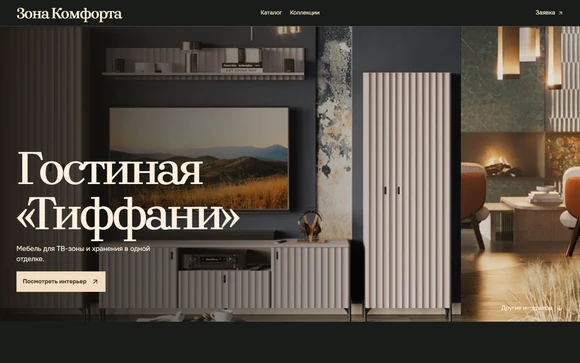 Зона Комфорта
Каталог
Коллекции
Заявка
Гостиная
«Тиффани»
Мебель для ТВ-зоны и хранения в одной
отделке.
Посмотреть интерьер
Другие интерьеры